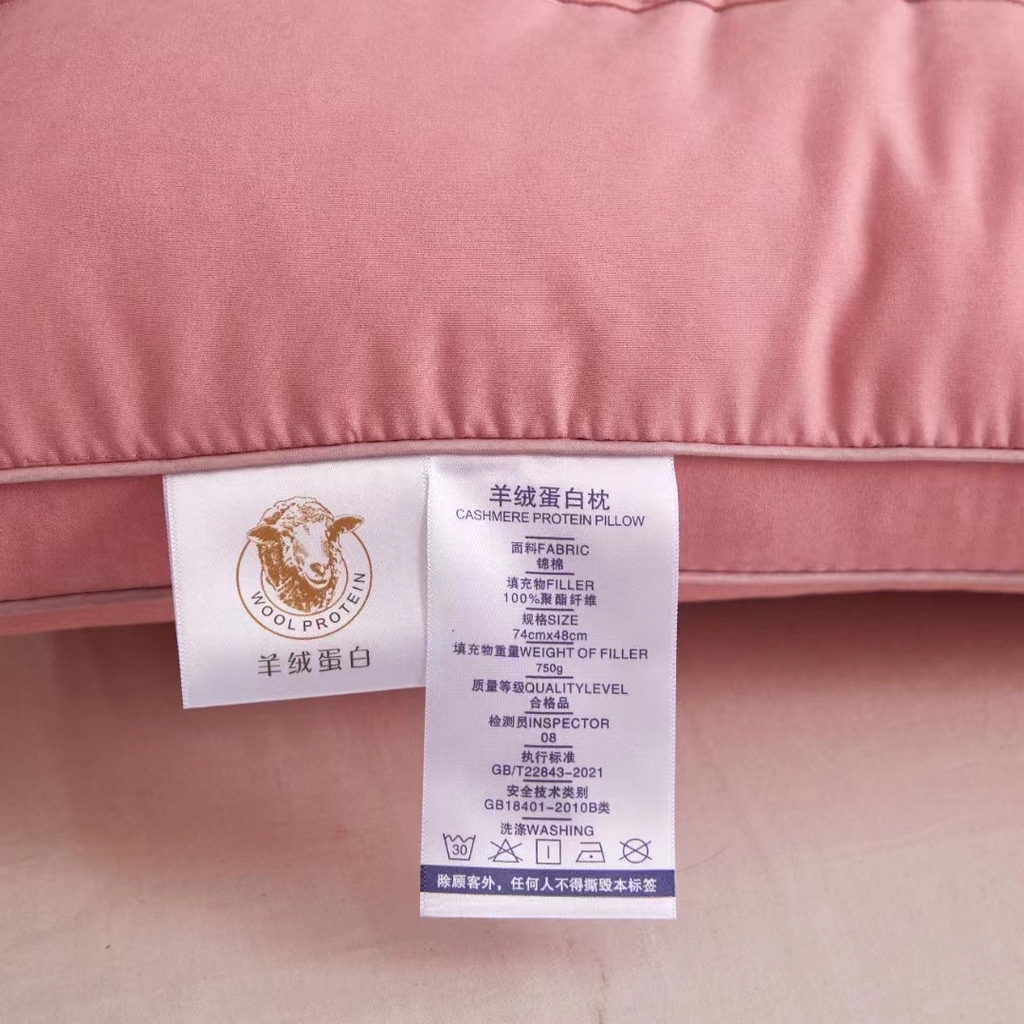 WOOL PROTEIN
羊绒蛋白
羊绒蛋白枕
CASHMERE PROTEIN PILLOW
面料FABRIC
锦棉
填充物FILLER
100%聚酯纤维
规格SIZE
74cmx48cm
填充物重量WEIGHT OF FILLER
750g
质量等级QUALITYLEVEL
合格品
检测员INSPECTOR
08
执行标准
GB/T22843-2021
安全技术类别
GB18401-2010B类
洗涤WASHING
30
除顾客外，任何人不得撕毁本标签